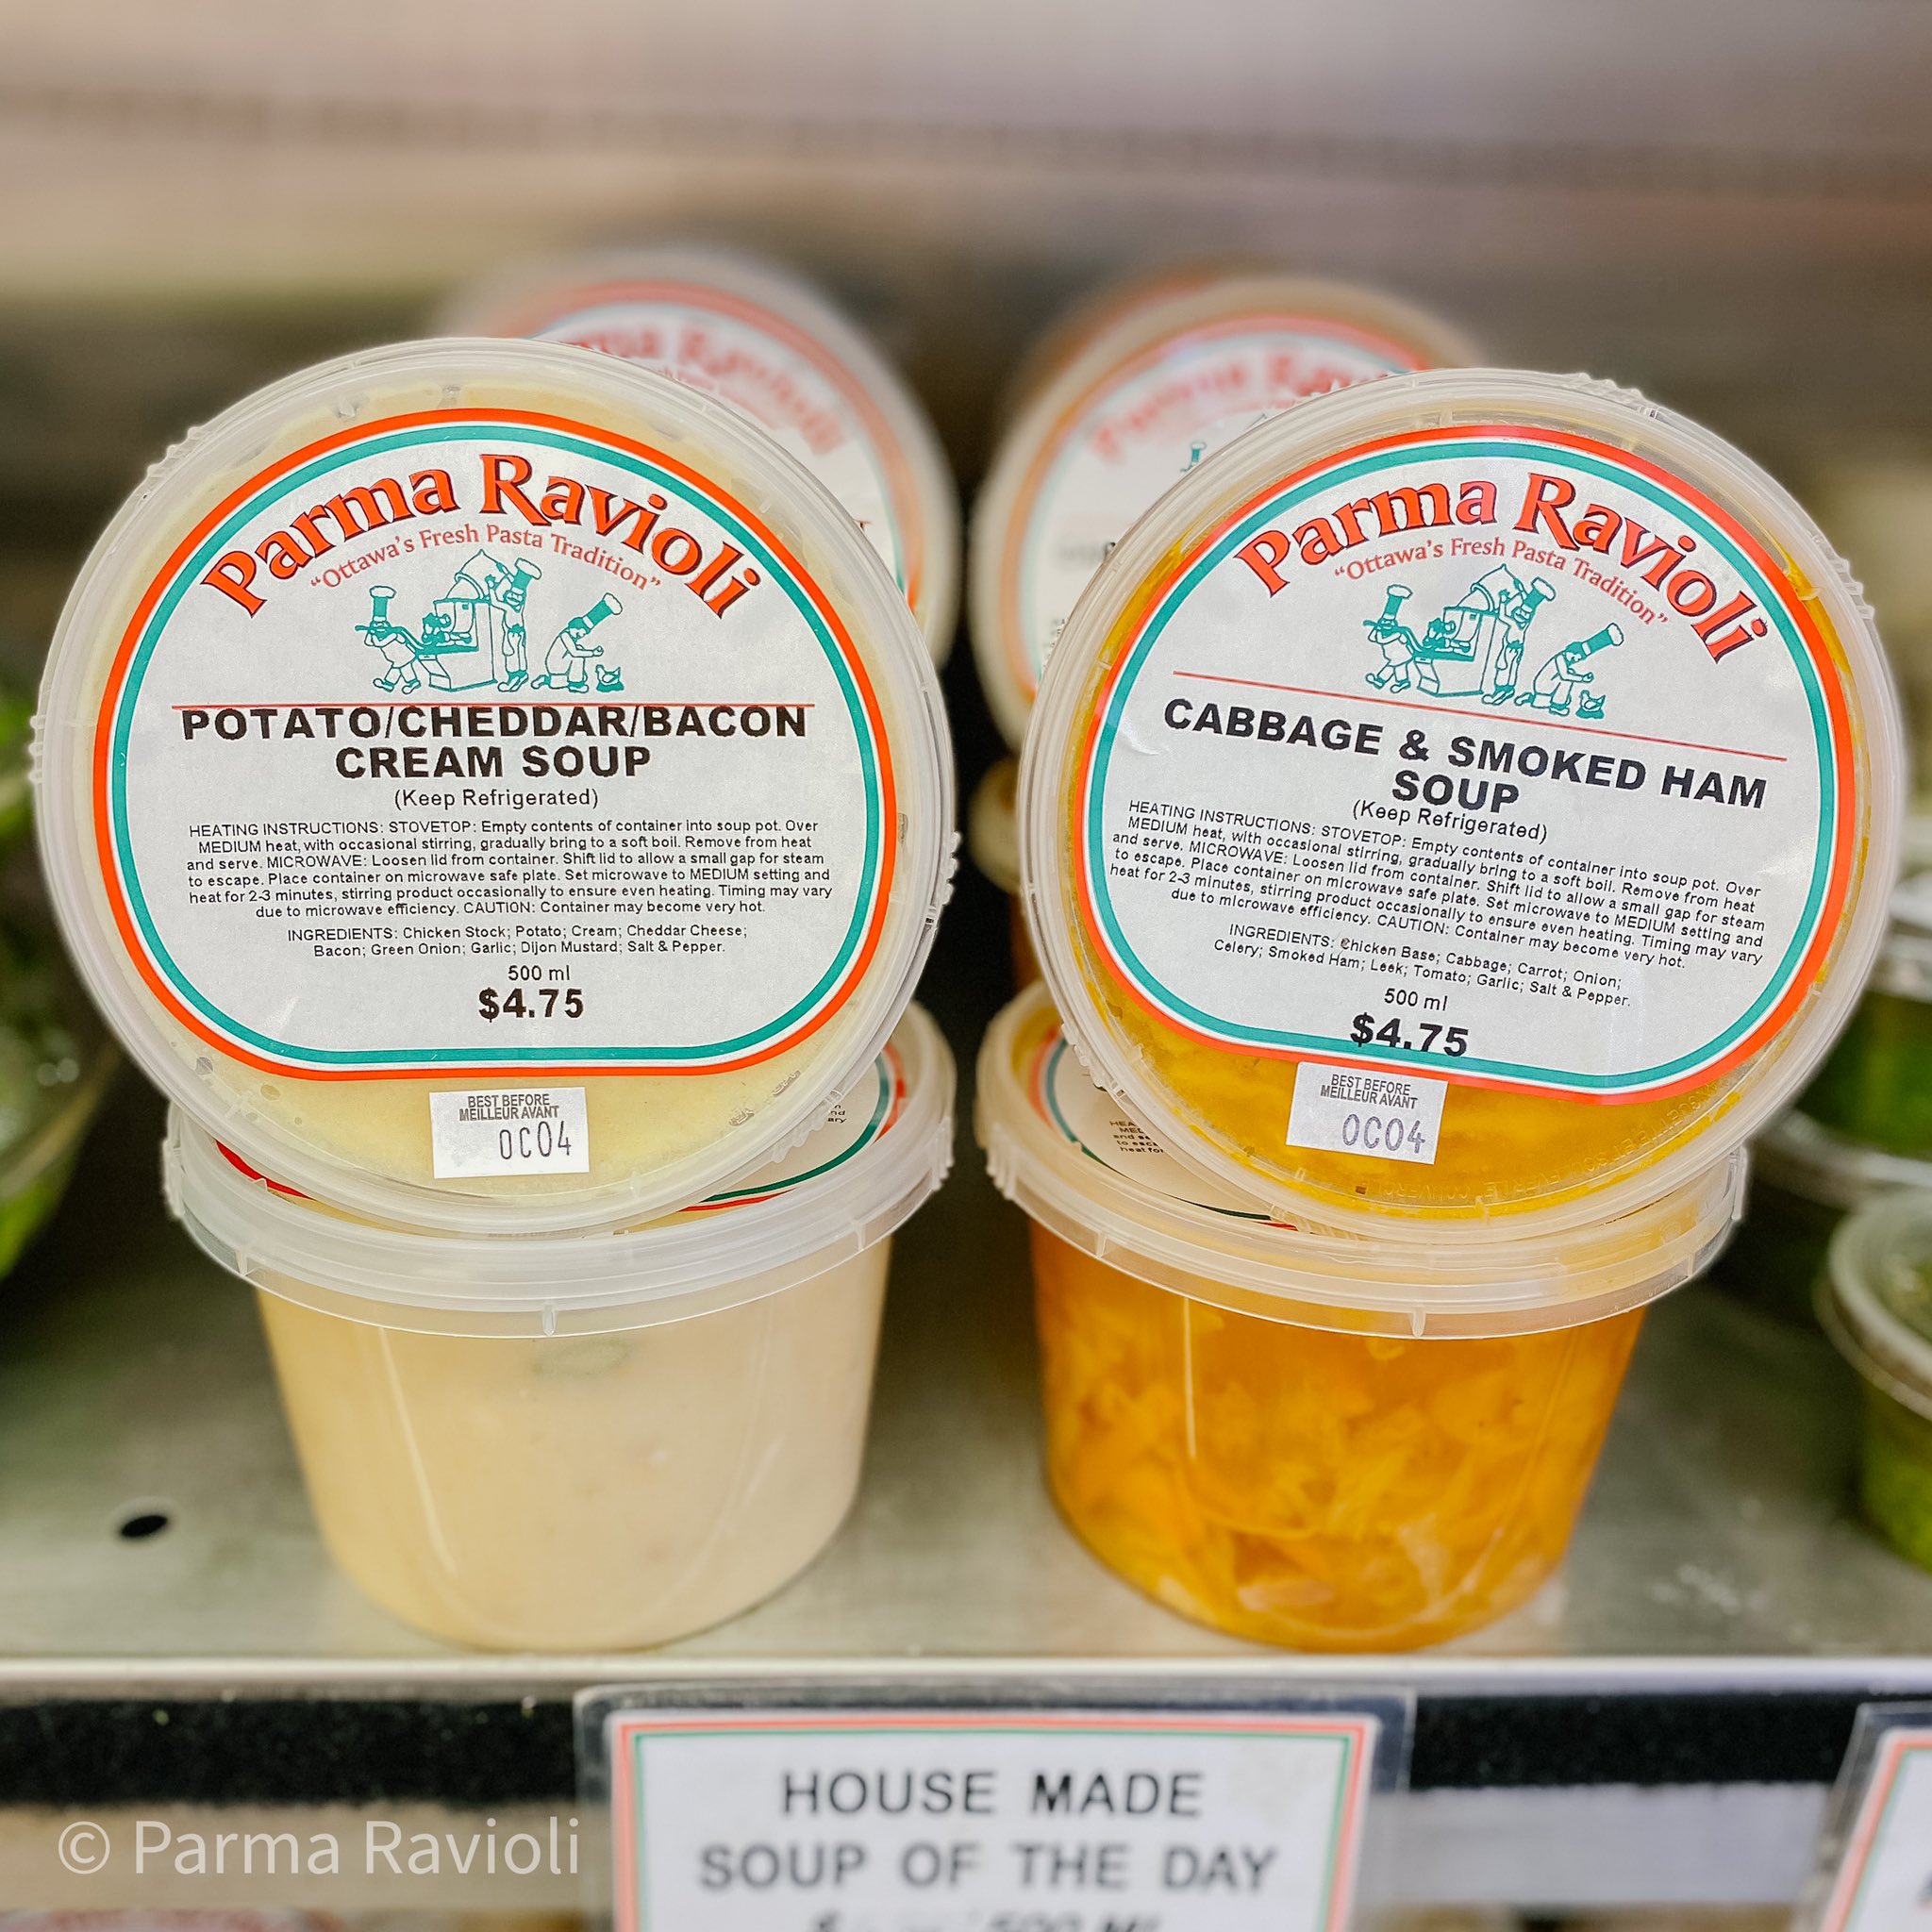 Parma Ravioli
"Ottawa's Fresh Pasta Tradition"
POTATO/CHEDDAR/BACON
CREAM SOUP
(Keep Refrigerated)
HEATING INSTRUCTIONS: STOVETOP: Empty contents of container into soup pot. Over
MEDIUM heat, with occasional stirring, gradually bring to a soft boil. Remove from heat
and serve. MICROWAVE: Loosen lid from container. Shift lid to allow a small gap for steam
to escape. Place container on microwave safe plate. Set microwave to MEDIUM setting and
heat for 2-3 minutes, stirring product occasionally to ensure even heating. Timing may vary
due to microwave efficiency. CAUTION: Container may become very hot.
INGREDIENTS: Chicken Stock; Potato; Cream; Cheddar Cheese;
Bacon; Green Onion; Garlic; Dijon Mustard; Salt & Pepper.
500 ml
$4.75
BEST BEFORE
MEILLEUR AVANT
OC04
Parma Ravioli
"Ottawa's Fresh Pasta Tradition"
CABBAGE & SMOKED HAM
SOUP
(Keep Refrigerated)
HEATING INSTRUCTIONS: STOVETOP: Empty contents of container into soup pot. Over
MEDIUM heat, with occasional stirring, gradually bring to a soft boil. Remove from heat
and serve. MICROWAVE: Loosen lid from container. Shift lid to allow a small gap for steam
to escape. Place container on microwave safe plate. Set microwave to MEDIUM setting and
heat for 2-3 minutes, stirring product occasionally to ensure even heating. Timing may vary
due to microwave efficiency. CAUTION: Container may become very hot.
INGREDIENTS: Chicken Base; Cabbage; Carrot; Onion;
Celery; Smoked Ham; Leek; Tomato; Garlic; Salt & Pepper.
500 ml
$4.75
BEST BEFORE
MEILLEUR AVANT
OC04
HOUSE MADE
SOUP OF THE DAY
© Parma Ravioli